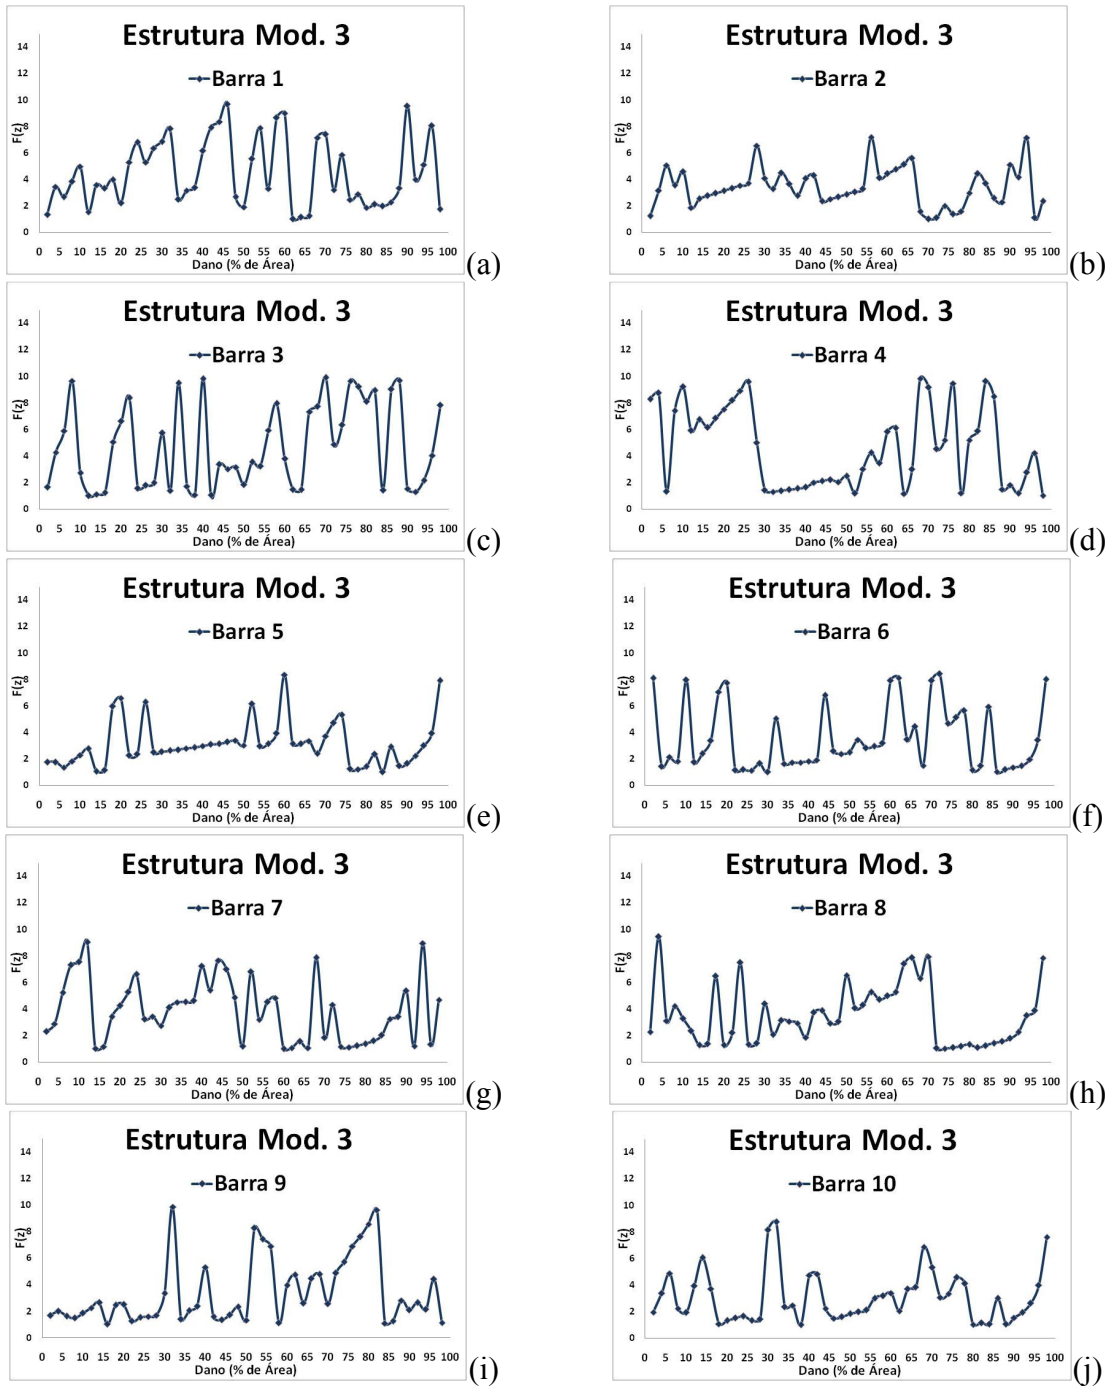 Estrutura Mod. 3
Barra 1
F(z)
14
12
10
8
6
4
2
0
0 5 10 15 20 25 30 35 40 45 50 55 60 65 70 75 80 85 90 95 100
Dano (% de Área)
(a)
Estrutura Mod. 3
Barra 2
F(z)
14
12
10
8
6
4
2
0
0 5 10 15 20 25 30 35 40 45 50 55 60 65 70 75 80 85 90 95 100
Dano (% de Área)
(b)
Estrutura Mod. 3
Barra 3
F(z)
14
12
10
8
6
4
2
0
0 5 10 15 20 25 30 35 40 45 50 55 60 65 70 75 80 85 90 95 100
Dano (% de Área)
(c)
Estrutura Mod. 3
Barra 4
F(z)
14
12
10
8
6
4
2
0
0 5 10 15 20 25 30 35 40 45 50 55 60 65 70 75 80 85 90 95 100
Dano (% de Área)
(d)
Estrutura Mod. 3
Barra 5
F(z)
14
12
10
8
6
4
2
0
0 5 10 15 20 25 30 35 40 45 50 55 60 65 70 75 80 85 90 95 100
Dano (% de Área)
(e)
Estrutura Mod. 3
Barra 6
F(z)
14
12
10
8
6
4
2
0
0 5 10 15 20 25 30 35 40 45 50 55 60 65 70 75 80 85 90 95 100
Dano (% de Área)
(f)
Estrutura Mod. 3
Barra 7
F(z)
14
12
10
8
6
4
2
0
0 5 10 15 20 25 30 35 40 45 50 55 60 65 70 75 80 85 90 95 100
Dano (% de Área)
(g)
Estrutura Mod. 3
Barra 8
F(z)
14
12
10
8
6
4
2
0
0 5 10 15 20 25 30 35 40 45 50 55 60 65 70 75 80 85 90 95 100
Dano (% de Área)
(h)
Estrutura Mod. 3
Barra 9
F(z)
14
12
10
8
6
4
2
0
0 5 10 15 20 25 30 35 40 45 50 55 60 65 70 75 80 85 90 95 100
Dano (% de Área)
(i)
Estrutura Mod. 3
Barra 10
F(z)
14
12
10
8
6
4
2
0
0 5 10 15 20 25 30 35 40 45 50 55 60 65 70 75 80 85 90 95 100
Dano (% de Área)
(j)